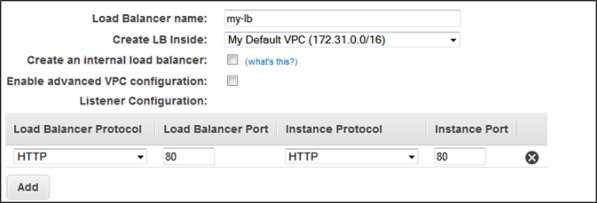 Load Balancer name: my-lb
Create LB Inside: My Default VPC (172.31.0.0/16)
Create an internal load balancer: (what's this?)
Enable advanced VPC configuration:
Listener Configuration:
Load Balancer Protocol Load Balancer Port Instance Protocol Instance Port
HTTP 80 HTTP 80
Add